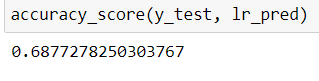 accuracy_score(y_test, lr_pred)
0.6877278250303767